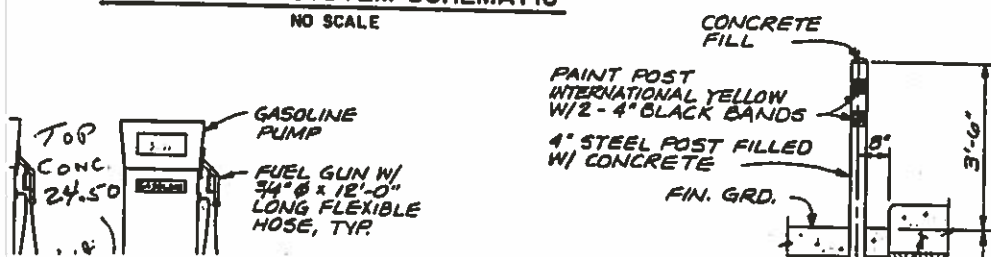 NO SCALE
TOP
CONC.
24.50
GASOLINE
PUMP
FUEL GUN W/
3/4" φ x 12'-0"
LONG FLEXIBLE
HOSE, TYP.
CONCRETE
FILL
PAINT POST
INTERNATIONAL YELLOW
W/2 - 4" BLACK BANDS
4" STEEL POST FILLED
W/ CONCRETE
FIN. GRD.
8"
3'-6"